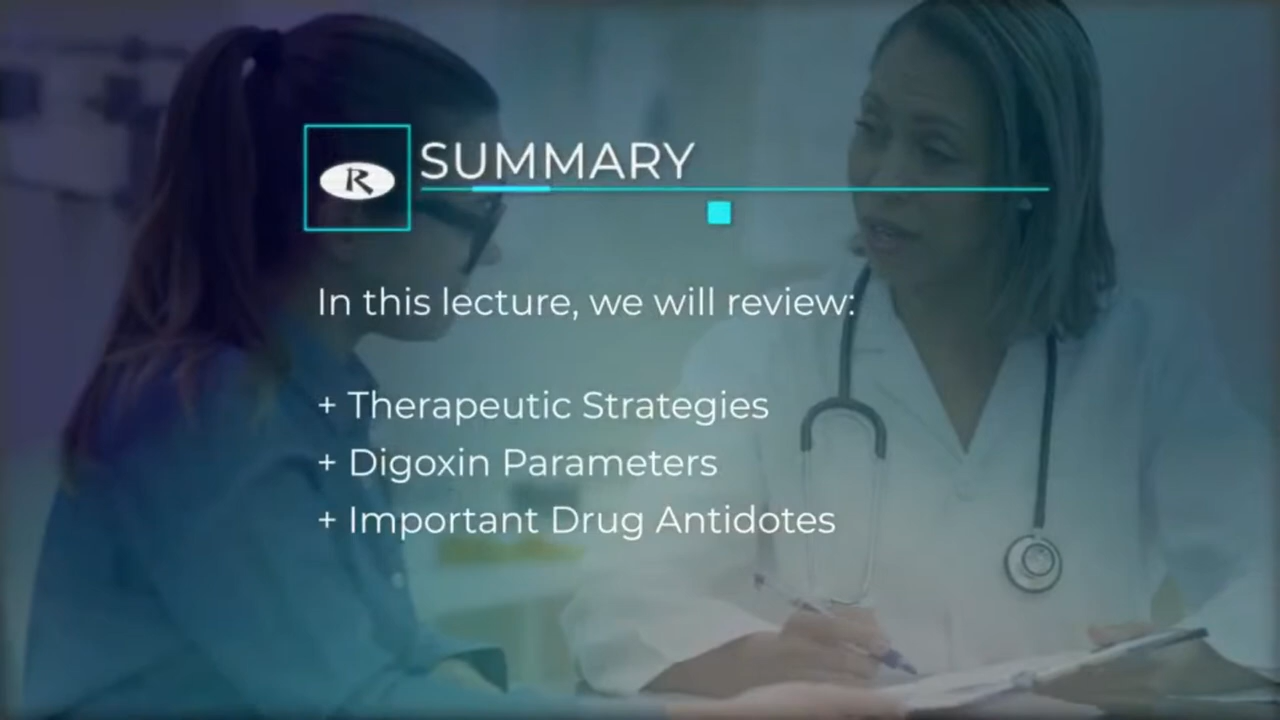 R
SUMMARY
In this lecture, we will review:
+ Therapeutic Strategies
+ Digoxin Parameters
+ Important Drug Antidotes